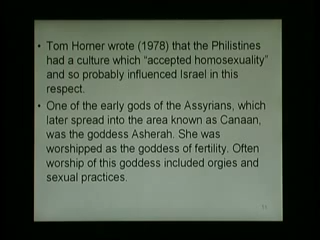 • Tom Horner wrote (1978) that the Philistines
had a culture which “accepted homosexuality”
and so probably influenced Israel in this
respect.
• One of the early gods of the Assyrians, which
later spread into the area known as Canaan,
was the goddess Asherah. She was
worshipped as the goddess of fertility. Often
worship of this goddess included orgies and
sexual practices.